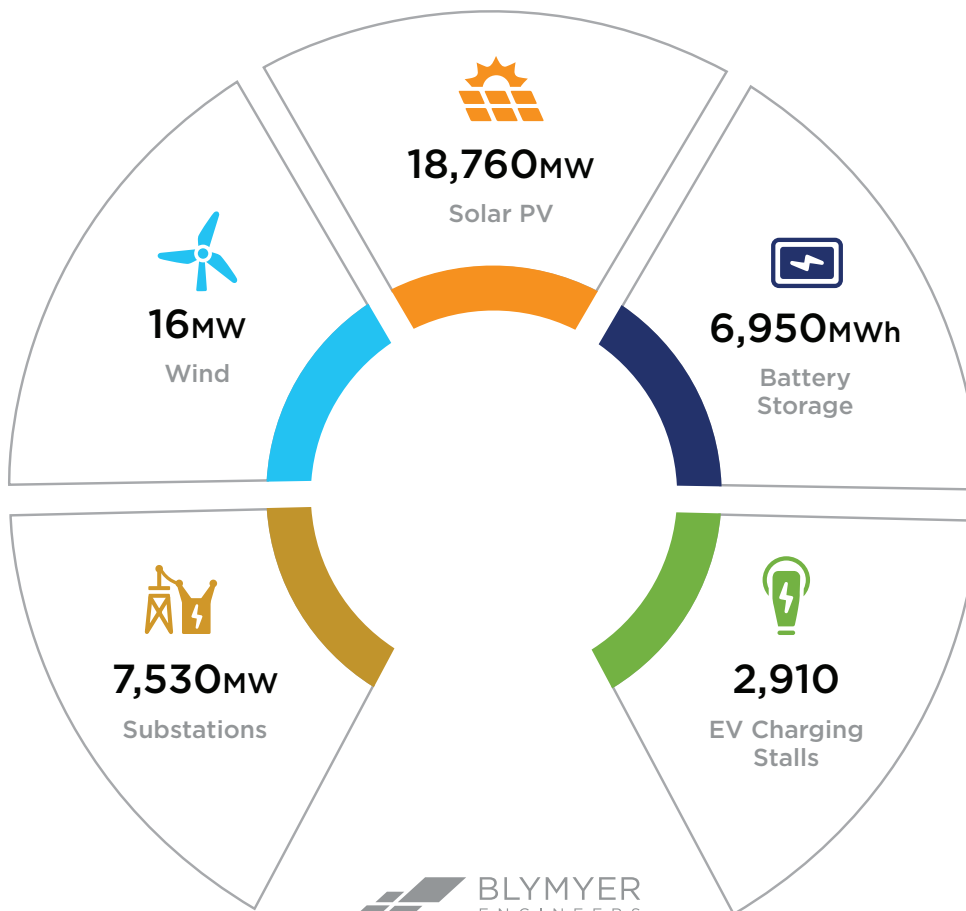 18,760MW
Solar PV
16MW
Wind
6,950MWh
Battery
Storage
7,530MW
Substations
2,910
EV Charging
Stalls
BLYMYER
ENGINEERS